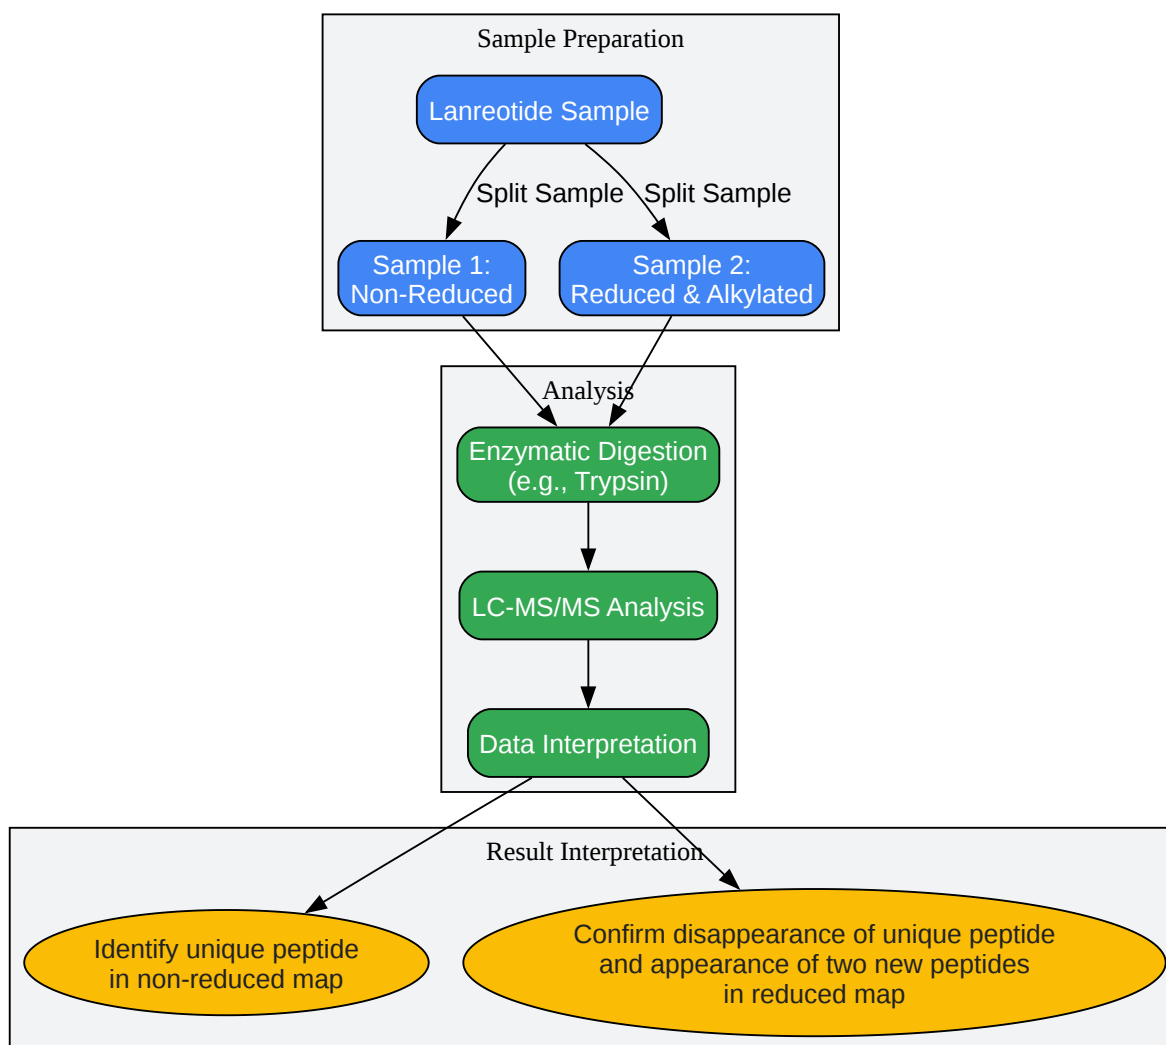 Sample Preparation
Lanreotide Sample
Split Sample
Split Sample
Sample 1:
Non-Reduced
Sample 2:
Reduced & Alkylated
Analysis
Enzymatic Digestion
(e.g., Trypsin)
LC-MS/MS Analysis
Data Interpretation
Result Interpretation
Identify unique peptide
in non-reduced map
Confirm disappearance of unique peptide
and appearance of two new peptides
in reduced map